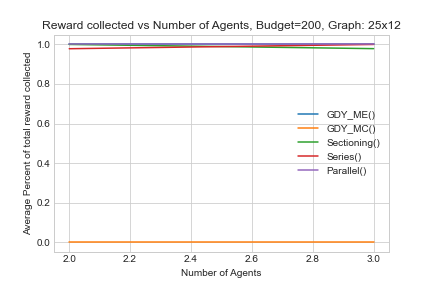 Reward collected vs Number of Agents, Budget=200, Graph: 25x12
Average Percent of total reward collected
1.0
0.8
0.6
0.4
0.2
0.0
GDY_ME()
GDY_MC()
Sectioning()
Series()
Parallel()
2.0 2.2 2.4 2.6 2.8 3.0
Number of Agents